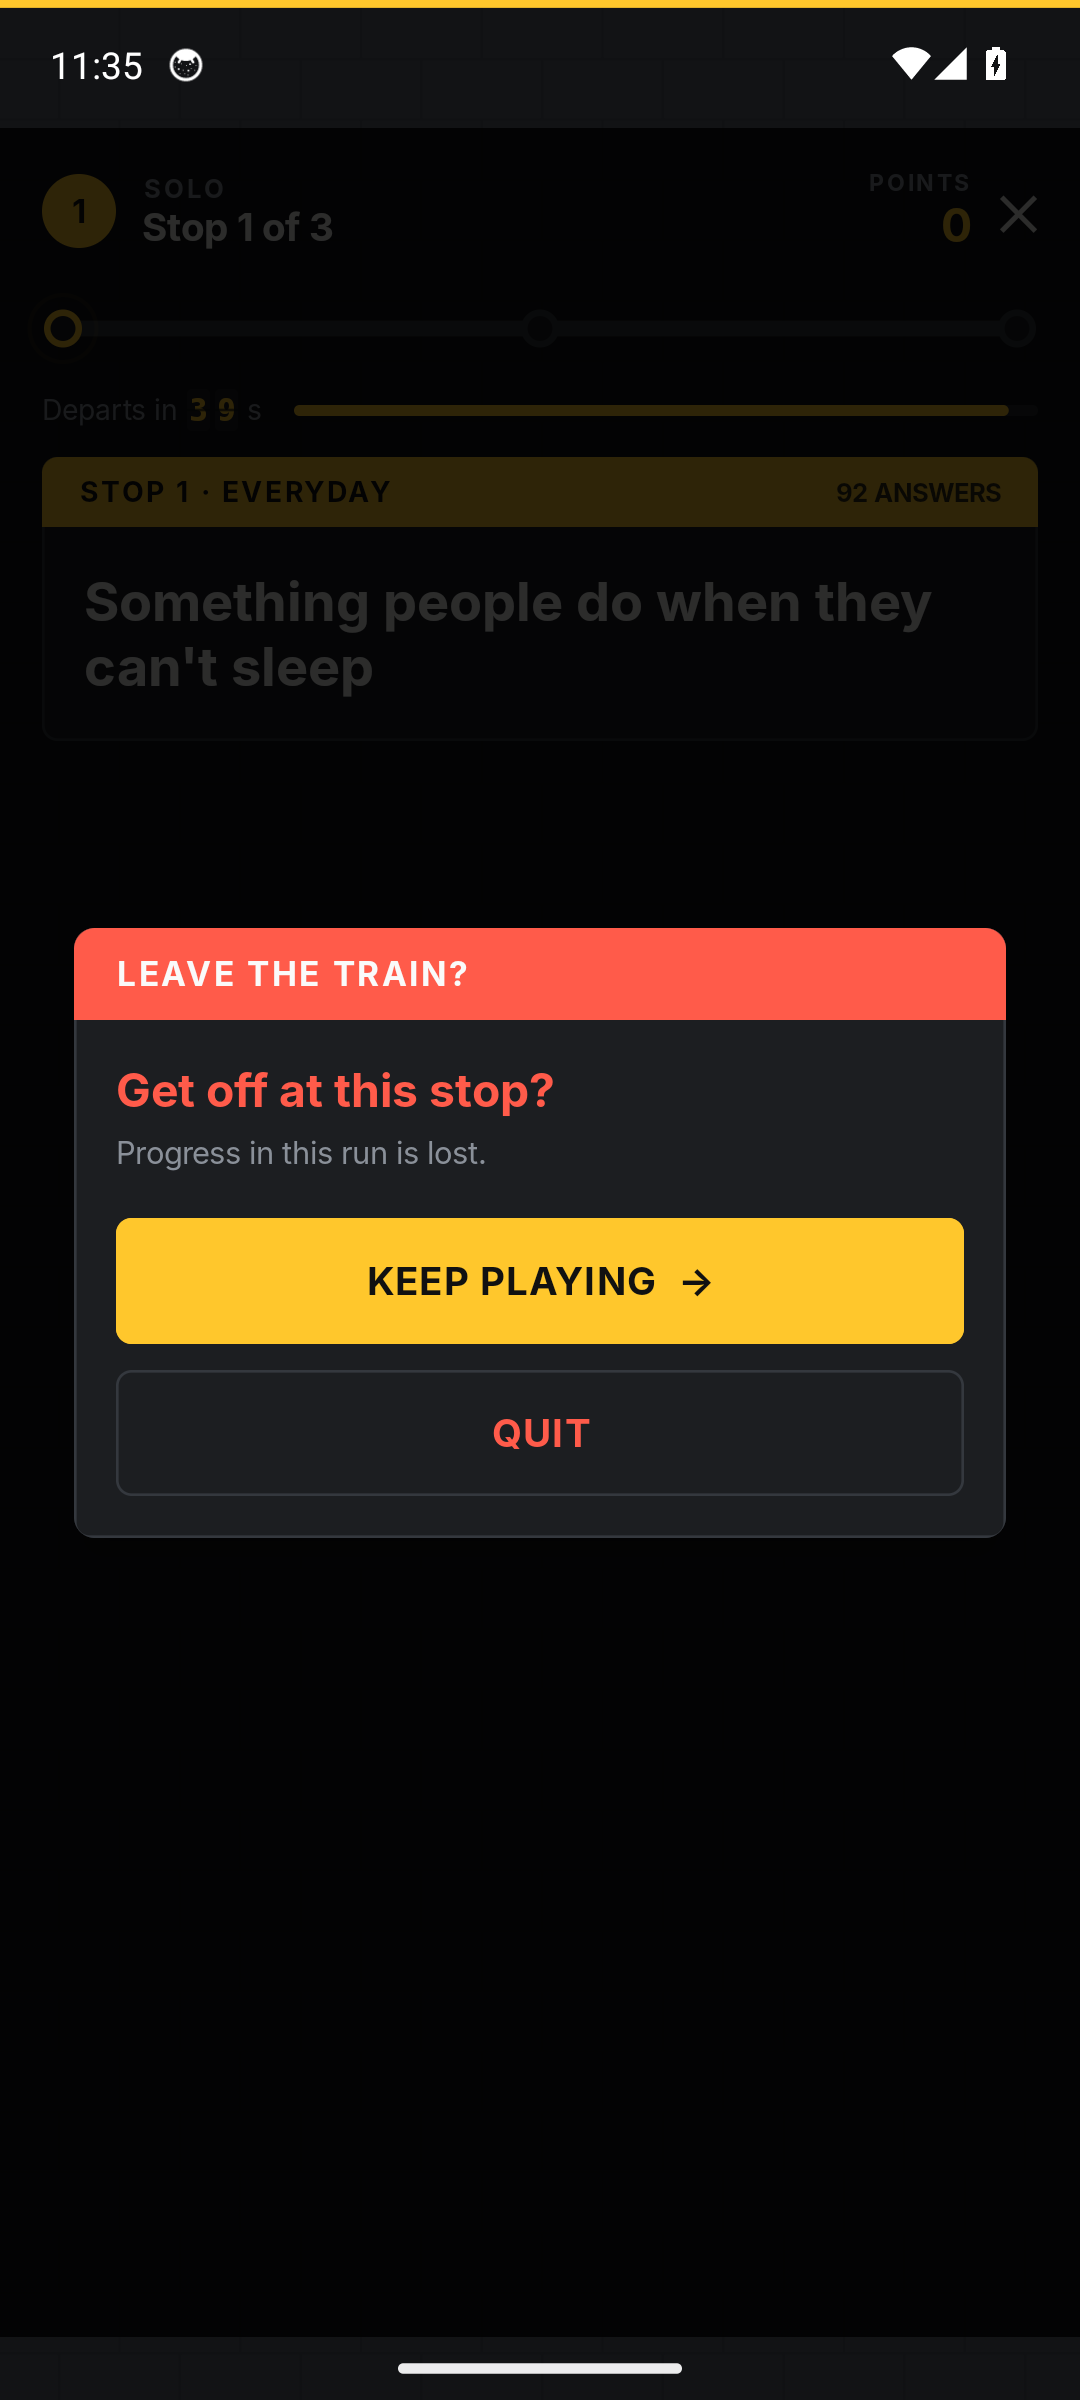 11:35
1
SOLO
Stop 1 of 3
POINTS
0
Departs in 39 s
STOP 1 · EVERYDAY
92 ANSWERS
Something people do when they
can't sleep
LEAVE THE TRAIN?
Get off at this stop?
Progress in this run is lost.
KEEP PLAYING →
QUIT